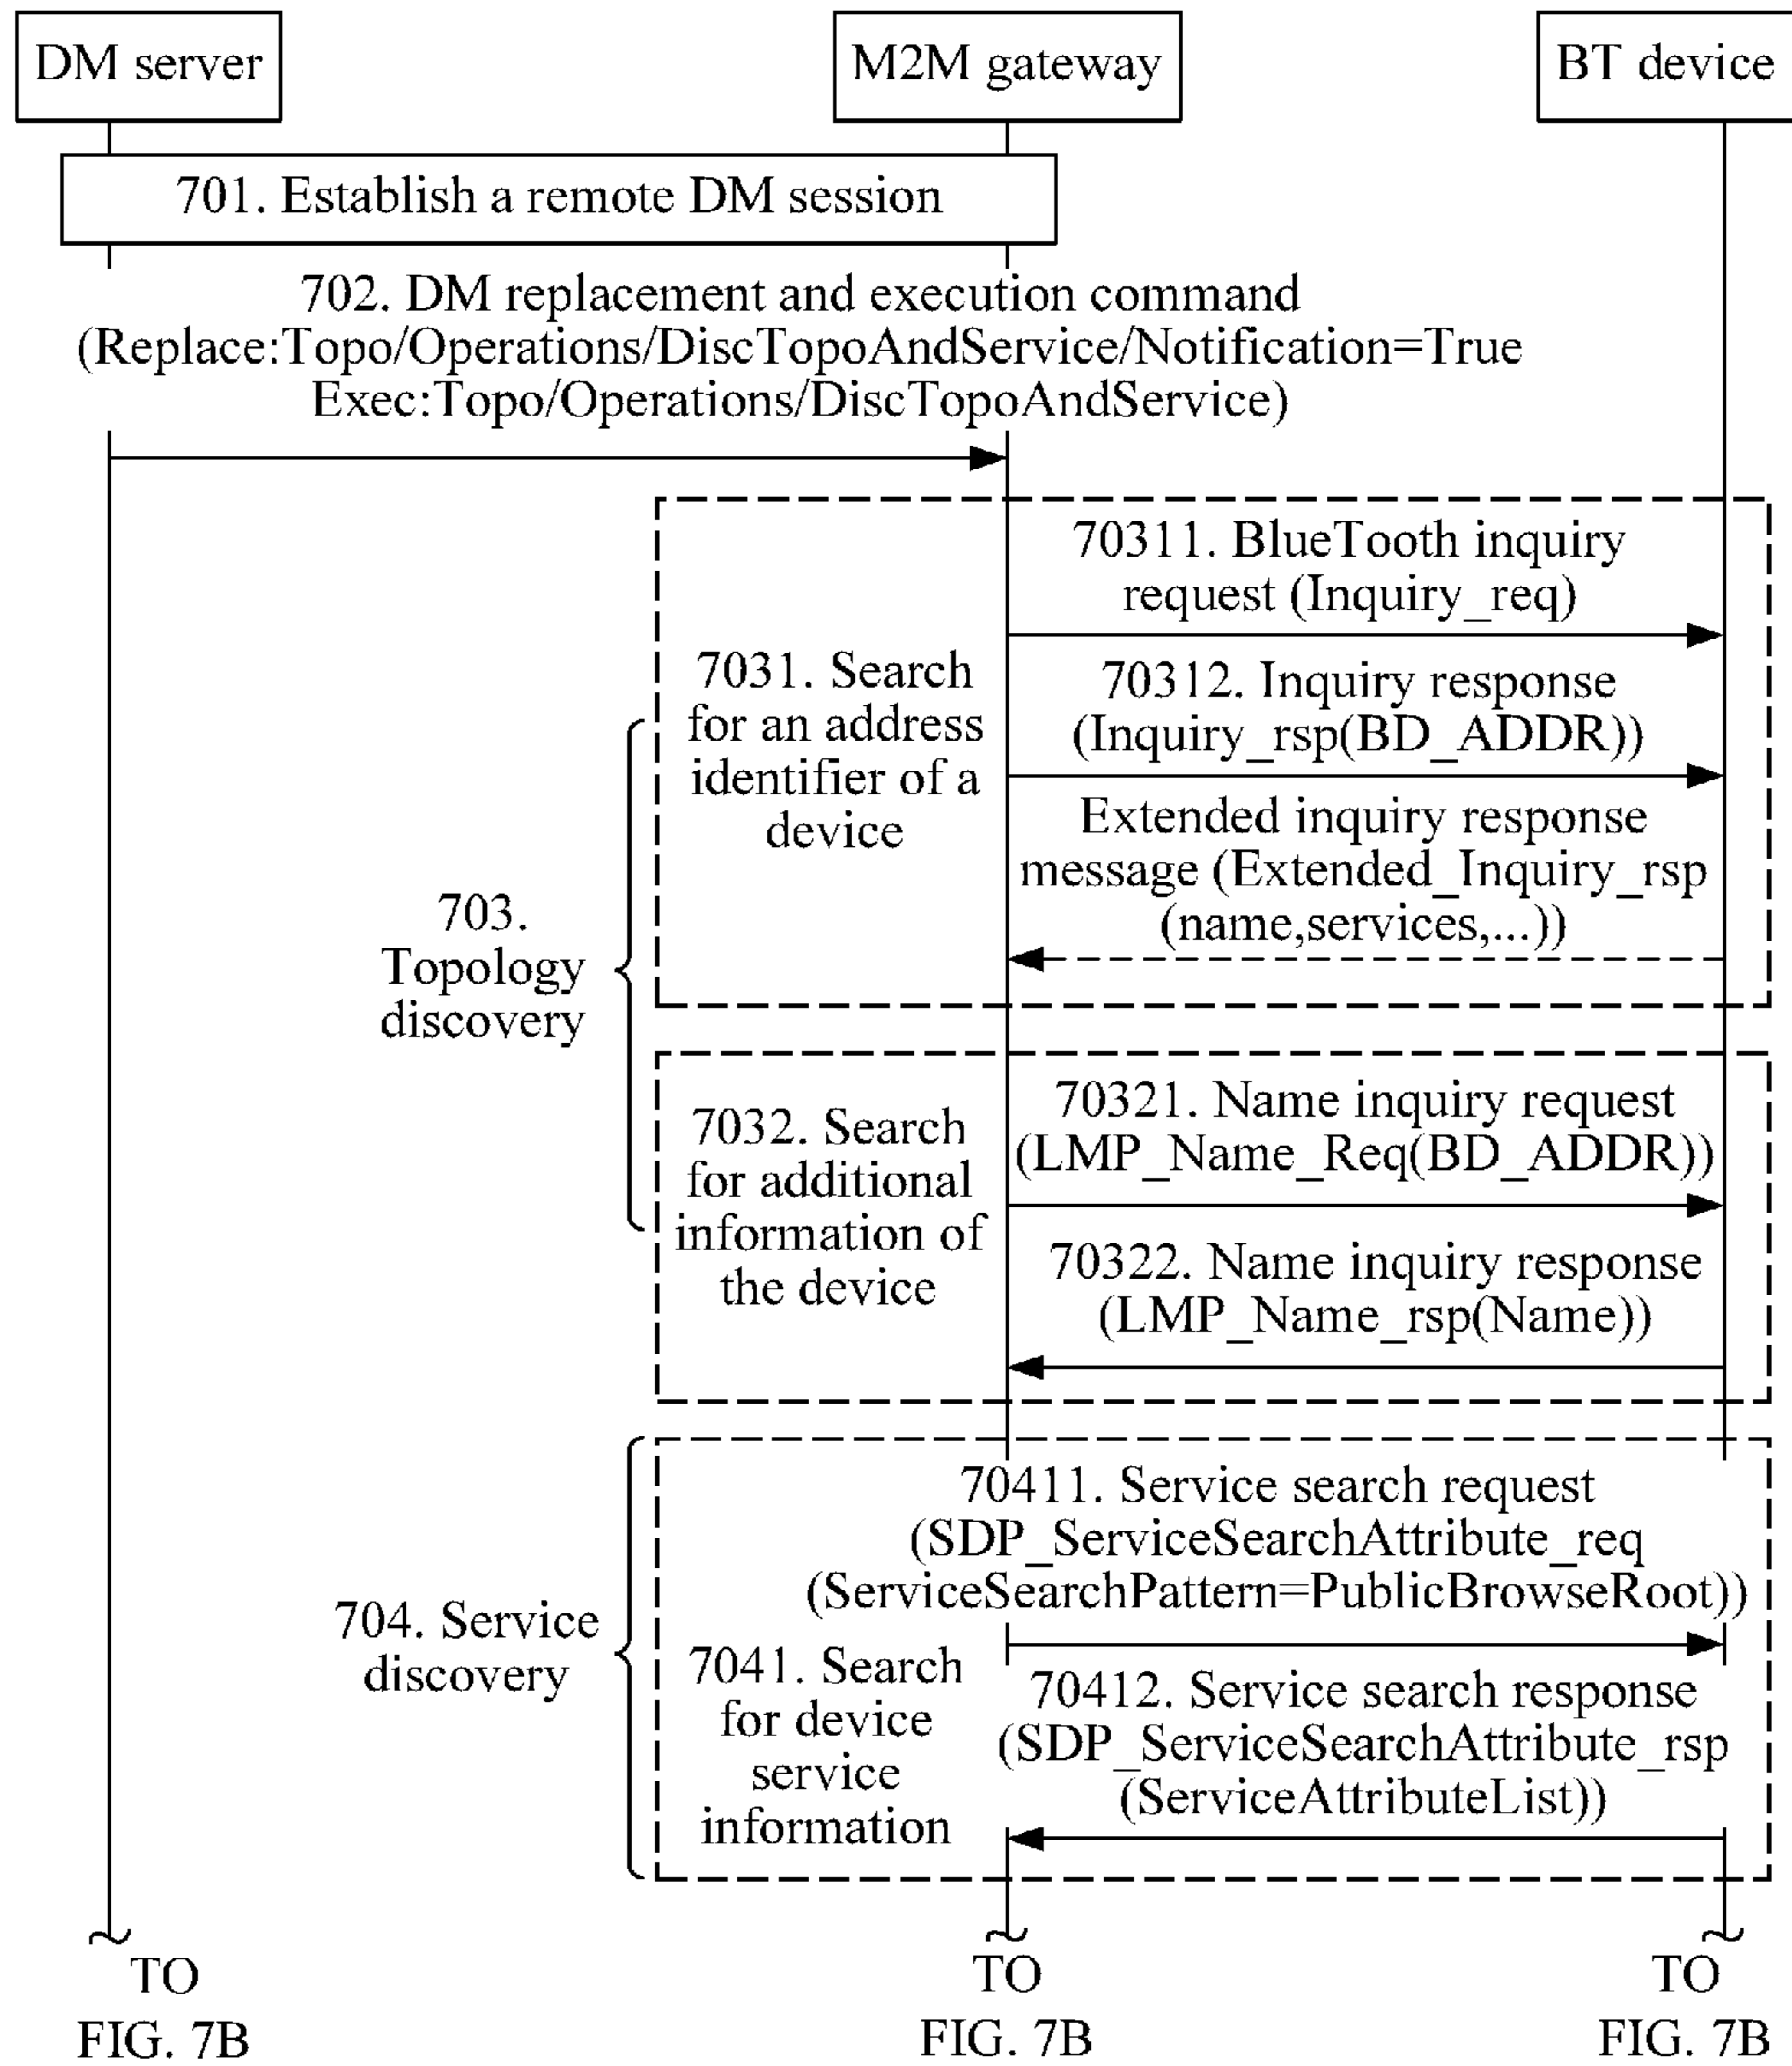 DM server
M2M gateway
BT device
701. Establish a remote DM session
702. DM replacement and execution command
(Replace:Topo/Operations/DiscTopoAndService/Notification=True
Exec:Topo/Operations/DiscTopoAndService)
703.
Topology
discovery
7031. Search
for an address
identifier of a
device
70311. BlueTooth inquiry
request (Inquiry_req)
70312. Inquiry response
(Inquiry_rsp(BD_ADDR))
Extended inquiry response
message (Extended_Inquiry_rsp
(name,services,...))
7032. Search
for additional
information of
the device
70321. Name inquiry request
(LMP_Name_Req(BD_ADDR))
70322. Name inquiry response
(LMP_Name_rsp(Name))
704. Service
discovery
70411. Service search request
(SDP_ServiceSearchAttribute_req
(ServiceSearchPattern=PublicBrowseRoot))
7041. Search
for device
service
information
70412. Service search response
(SDP_ServiceSearchAttribute_rsp
(ServiceAttributeList))
TO
FIG. 7B
TO
FIG. 7B
TO
FIG. 7B